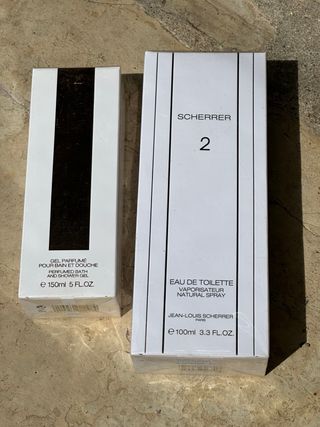 GEL PARFUMÉ
POUR BAIN ET DOUCHE
PERFUMED BATH
AND SHOWER GEL
℮ 150ml 5 FL.OZ.
SCHERRER
2
EAU DE TOILETTE
VAPORISATEUR
NATURAL SPRAY
JEAN-LOUIS SCHERRER
PARIS
℮ 100ml 3.3 FL.OZ.